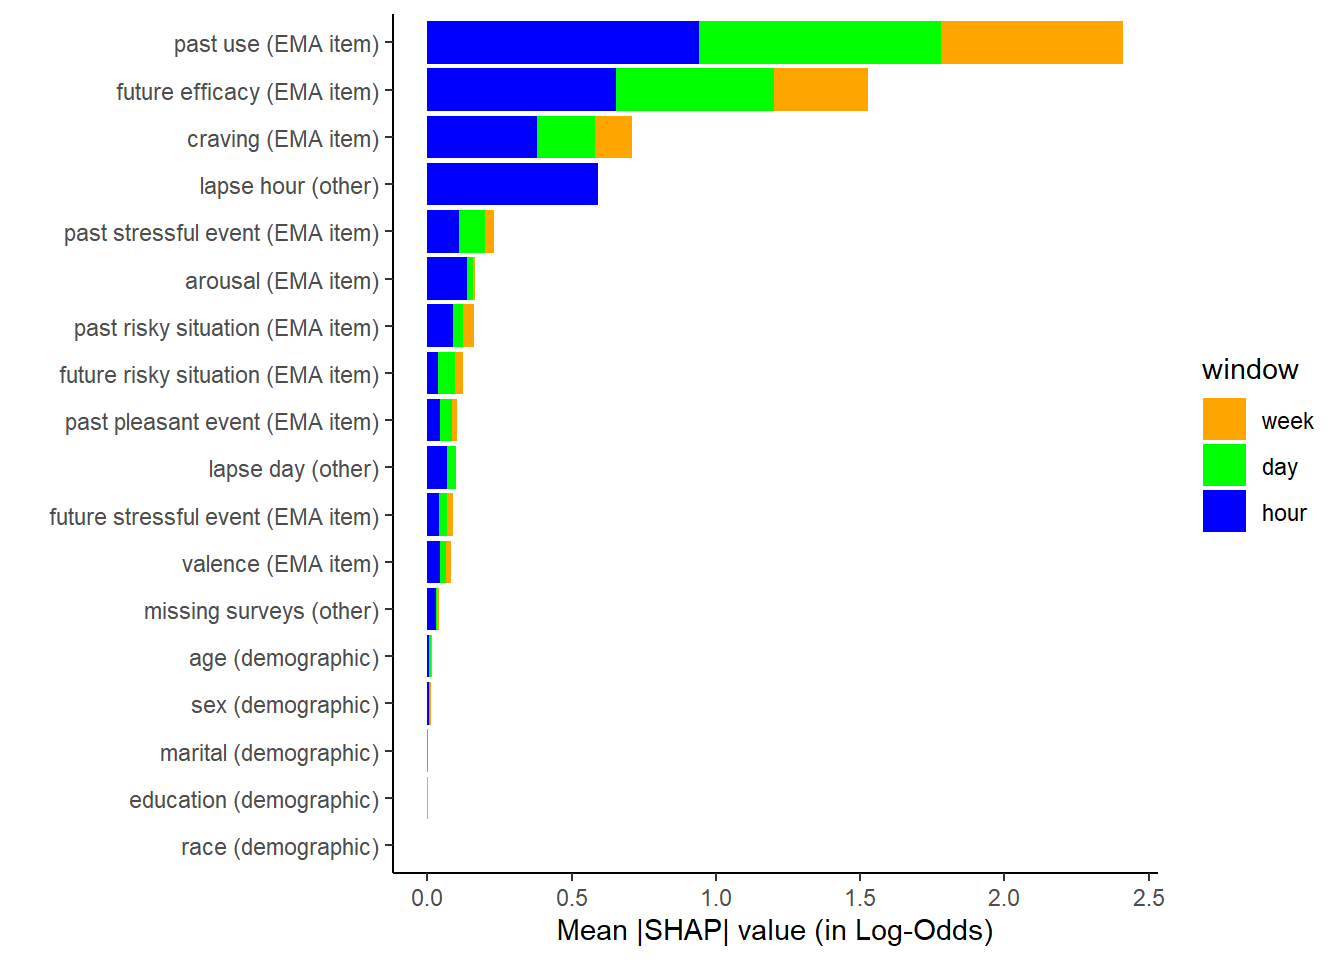 past use (EMA item)
future efficacy (EMA item)
craving (EMA item)
lapse hour (other)
past stressful event (EMA item)
arousal (EMA item)
past risky situation (EMA item)
future risky situation (EMA item)
past pleasant event (EMA item)
lapse day (other)
future stressful event (EMA item)
valence (EMA item)
missing surveys (other)
age (demographic)
sex (demographic)
marital (demographic)
education (demographic)
race (demographic)
0.0 0.5 1.0 1.5 2.0 2.5
Mean |SHAP| value (in Log-Odds)
window
week
day
hour